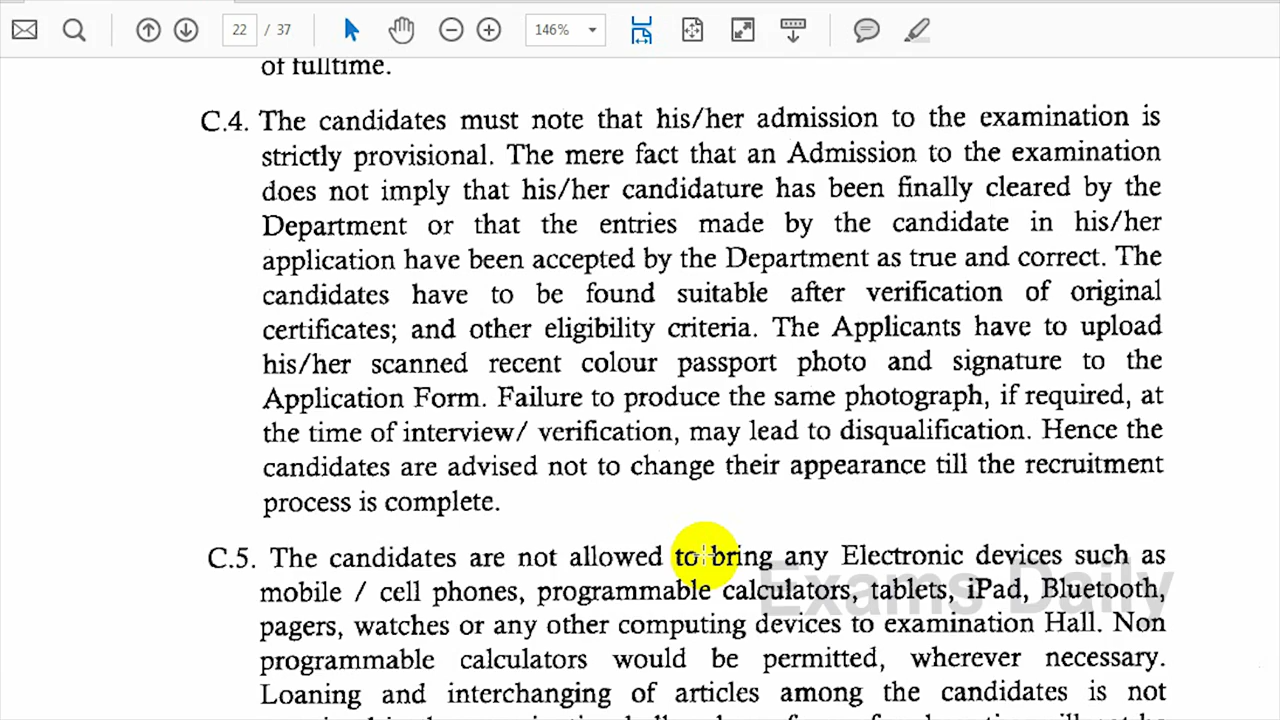 22 / 37
146%
of fulltime.
C.4. The candidates must note that his/her admission to the examination is
strictly provisional. The mere fact that an Admission to the examination
does not imply that his/her candidature has been finally cleared by the
Department or that the entries made by the candidate in his/her
application have been accepted by the Department as true and correct. The
candidates have to be found suitable after verification of original
certificates; and other eligibility criteria. The Applicants have to upload
his/her scanned recent colour passport photo and signature to the
Application Form. Failure to produce the same photograph, if required, at
the time of interview/ verification, may lead to disqualification. Hence the
candidates are advised not to change their appearance till the recruitment
process is complete.
C.5. The candidates are not allowed to bring any Electronic devices such as
Exams Daily
mobile / cell phones, programmable calculators, tablets, iPad, Bluetooth,
pagers, watches or any other computing devices to examination Hall. Non
programmable calculators would be permitted, wherever necessary.
Loaning and interchanging of articles among the candidates is not